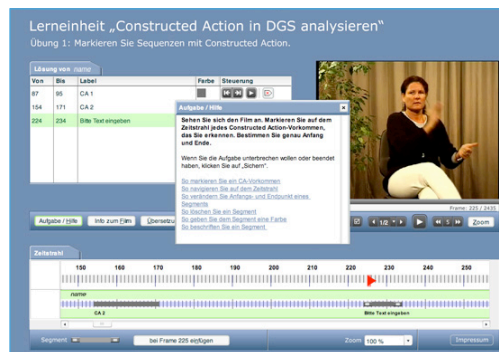 Lerneinheit „Constructed Action in DGS analysieren“
Übung 1: Markieren Sie Sequenzen mit Constructed Action.
Lösung von name
Von Bis Label Farbe Steuerung
87 95 CA 1
154 171 CA 2
224 234 Bitte Text eingeben
Aufgabe / Hilfe
Sehen Sie sich den Film an. Markieren Sie auf dem
Zeitstrahl jedes Constructed Action-Vorkommen,
das Sie erkennen. Bestimmen Sie genau Anfang
und Ende.
Wenn Sie die Aufgabe unterbrechen wollen oder beendet
haben, klicken Sie auf „Sichern“.
So markieren Sie ein CA-Vorkommen
So navigieren Sie auf dem Zeitstrahl
So verändern Sie Anfangs- und Endpunkt eines
Segments
So löschen Sie ein Segment
So geben Sie dem Segment eine Farbe
So beschriften Sie ein Segment
Frame: 225 / 2435
Aufgabe / Hilfe Info zum Film Übersetzu
1/2 5 Zoom
Zeitstrahl
150 160 170 180 190 200 210 220 230 240 250
name
CA 2 Bitte Text eingeben
Segment bei Frame 225 einfügen Zoom 100 % Impressum